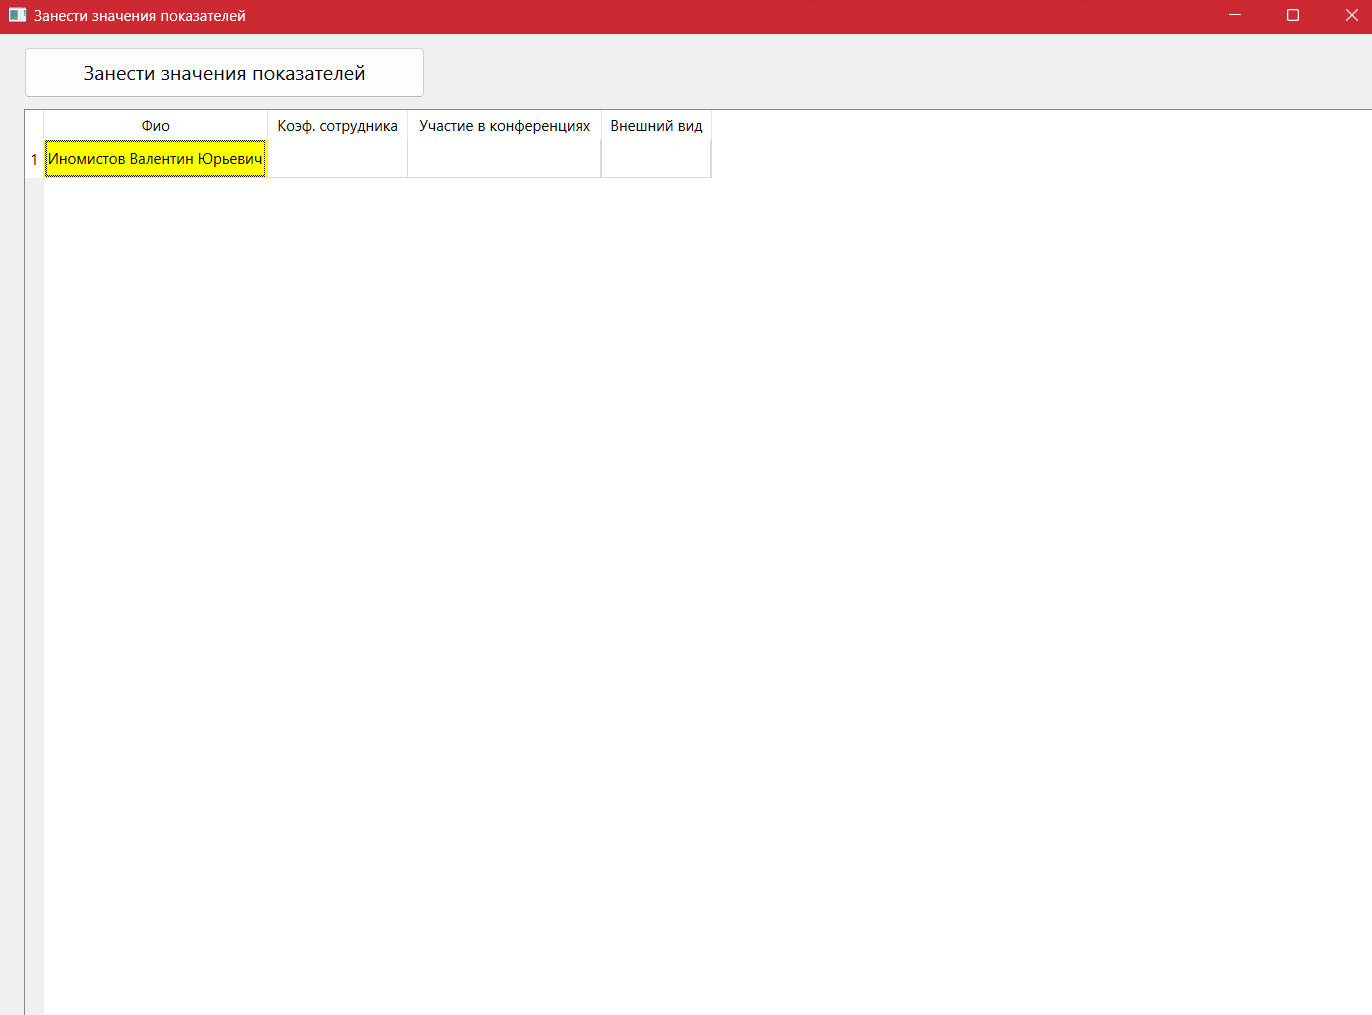 Занести значения показателей
Занести значения показателей
Фио Коэф. сотрудника Участие в конференциях Внешний вид
1 Иномистов Валентин Юрьевич